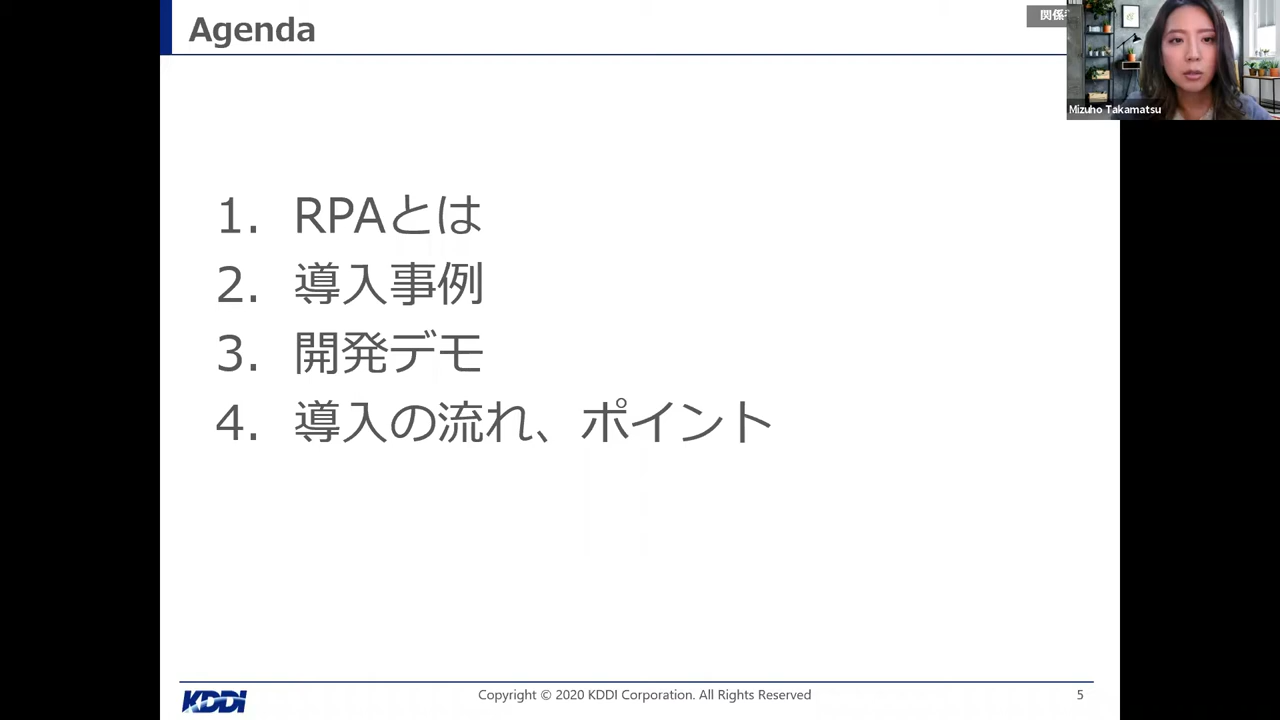 Agenda
関係
Mizuho Takamatsu
1. RPAとは
2. 導入事例
3. 開発デモ
4. 導入の流れ、ポイント
KDDI
Copyright © 2020 KDDI Corporation. All Rights Reserved
5